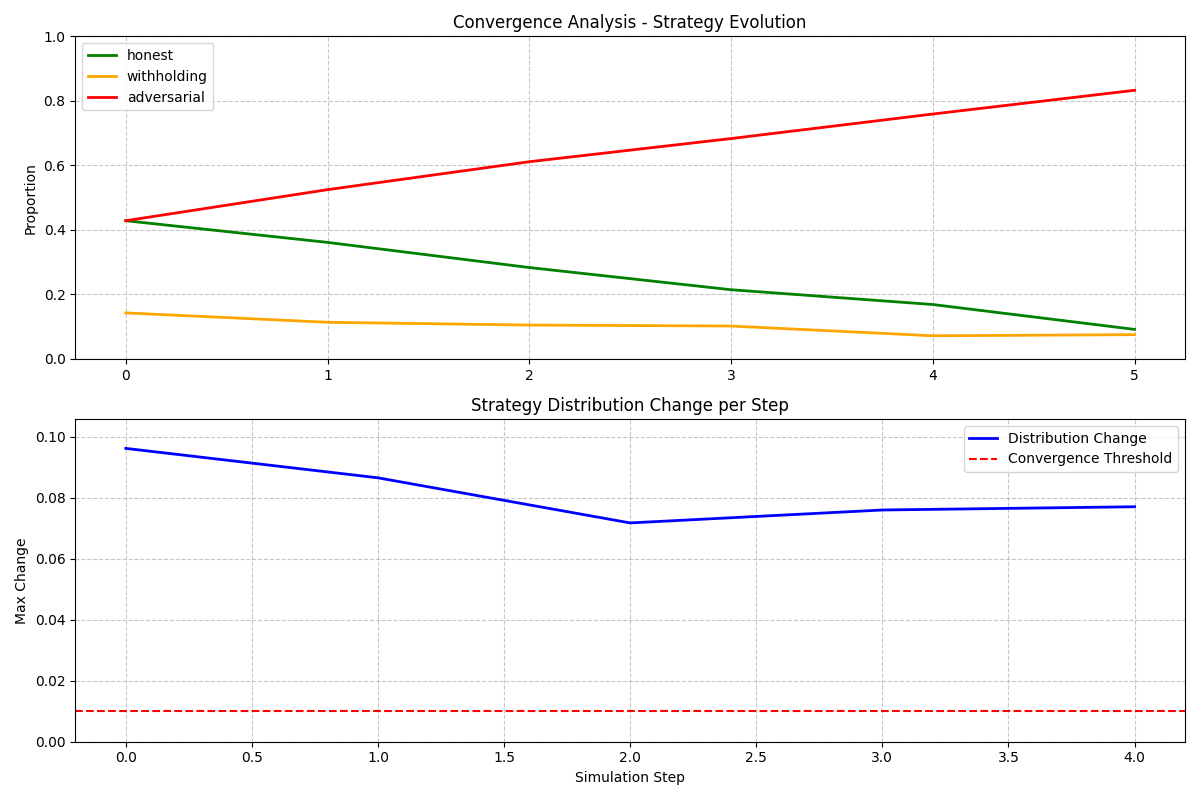 Convergence Analysis - Strategy Evolution
honest
withholding
adversarial
Proportion
1.0
0.8
0.6
0.4
0.2
0.0
0 1 2 3 4 5
Strategy Distribution Change per Step
Distribution Change
Convergence Threshold
Max Change
0.10
0.08
0.06
0.04
0.02
0.00
0.0 0.5 1.0 1.5 2.0 2.5 3.0 3.5 4.0
Simulation Step